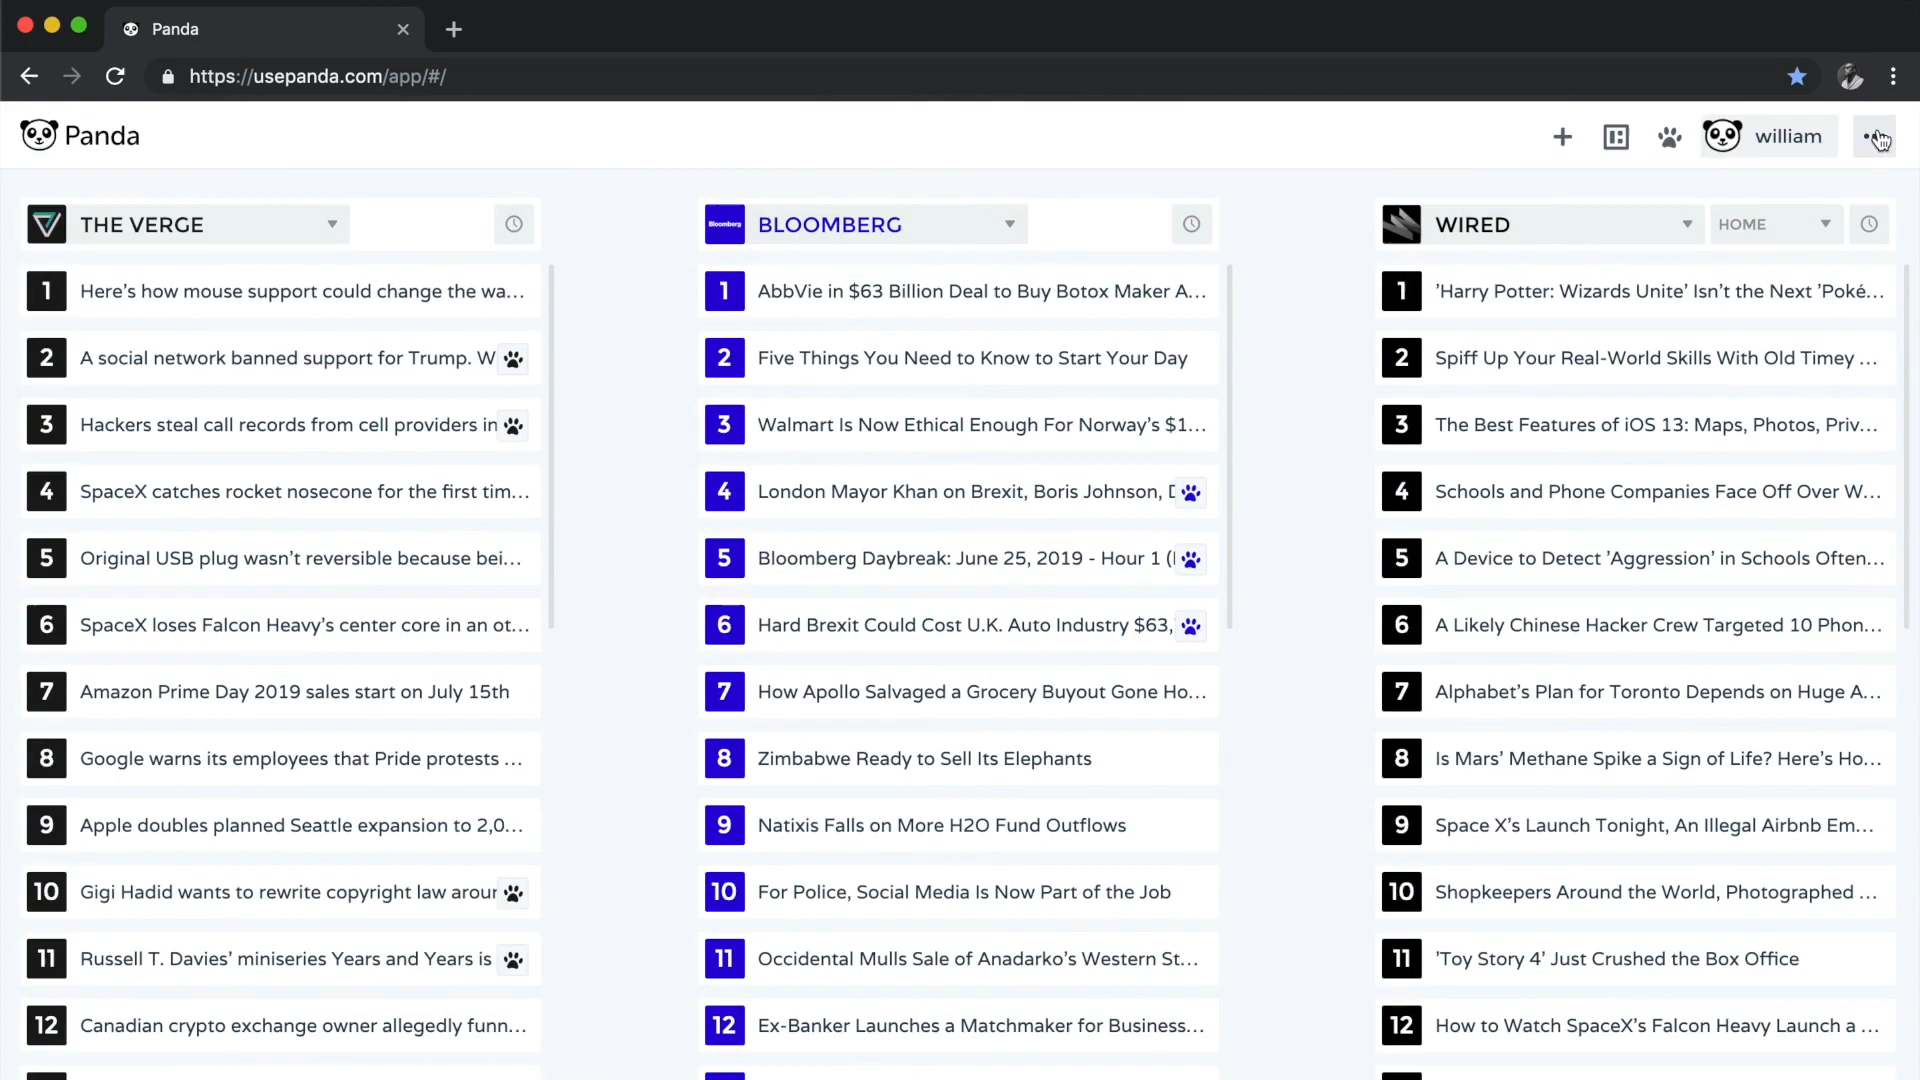 Panda
https://usepanda.com/app/#/
Panda
william
THE VERGE
1 Here's how mouse support could change the wa...
2 A social network banned support for Trump. W
3 Hackers steal call records from cell providers in
4 SpaceX catches rocket nosecone for the first tim...
5 Original USB plug wasn't reversible because bei...
6 SpaceX loses Falcon Heavy's center core in an ot...
7 Amazon Prime Day 2019 sales start on July 15th
8 Google warns its employees that Pride protests ...
9 Apple doubles planned Seattle expansion to 2,0...
10 Gigi Hadid wants to rewrite copyright law arour
11 Russell T. Davies' miniseries Years and Years is
12 Canadian crypto exchange owner allegedly funn...
Bloomberg BLOOMBERG
1 AbbVie in $63 Billion Deal to Buy Botox Maker A...
2 Five Things You Need to Know to Start Your Day
3 Walmart Is Now Ethical Enough For Norway's $1...
4 London Mayor Khan on Brexit, Boris Johnson,
5 Bloomberg Daybreak: June 25, 2019 - Hour 1 (
6 Hard Brexit Could Cost U.K. Auto Industry $63,
7 How Apollo Salvaged a Grocery Buyout Gone Ho...
8 Zimbabwe Ready to Sell Its Elephants
9 Natixis Falls on More H2O Fund Outflows
10 For Police, Social Media Is Now Part of the Job
11 Occidental Mulls Sale of Anadarko's Western St...
12 Ex-Banker Launches a Matchmaker for Business...
WIRED HOME
1 'Harry Potter: Wizards Unite' Isn't the Next 'Poké...
2 Spiff Up Your Real-World Skills With Old Timey ...
3 The Best Features of iOS 13: Maps, Photos, Priv...
4 Schools and Phone Companies Face Off Over W...
5 A Device to Detect 'Aggression' in Schools Often...
6 A Likely Chinese Hacker Crew Targeted 10 Phon...
7 Alphabet's Plan for Toronto Depends on Huge A...
8 Is Mars' Methane Spike a Sign of Life? Here's Ho...
9 Space X's Launch Tonight, An Illegal Airbnb Em...
10 Shopkeepers Around the World, Photographed ...
11 'Toy Story 4' Just Crushed the Box Office
12 How to Watch SpaceX's Falcon Heavy Launch a ...